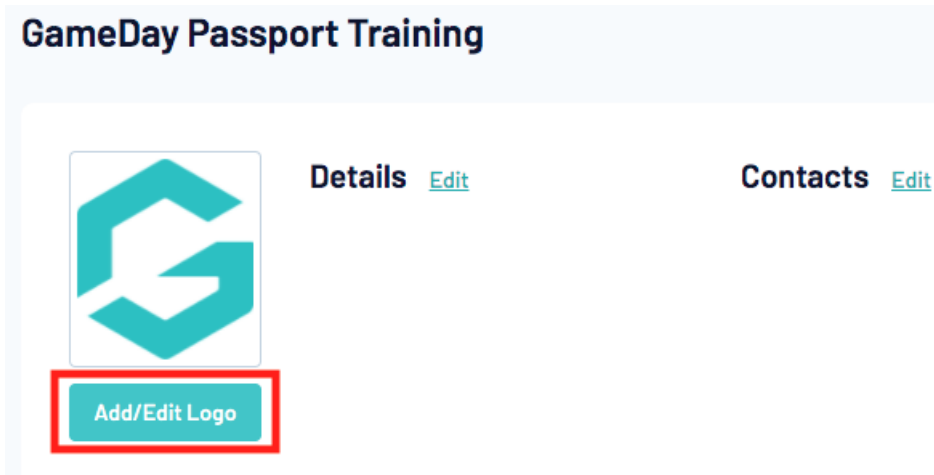 GameDay Passport Training
Details Edit
Contacts Edit
Add/Edit Logo